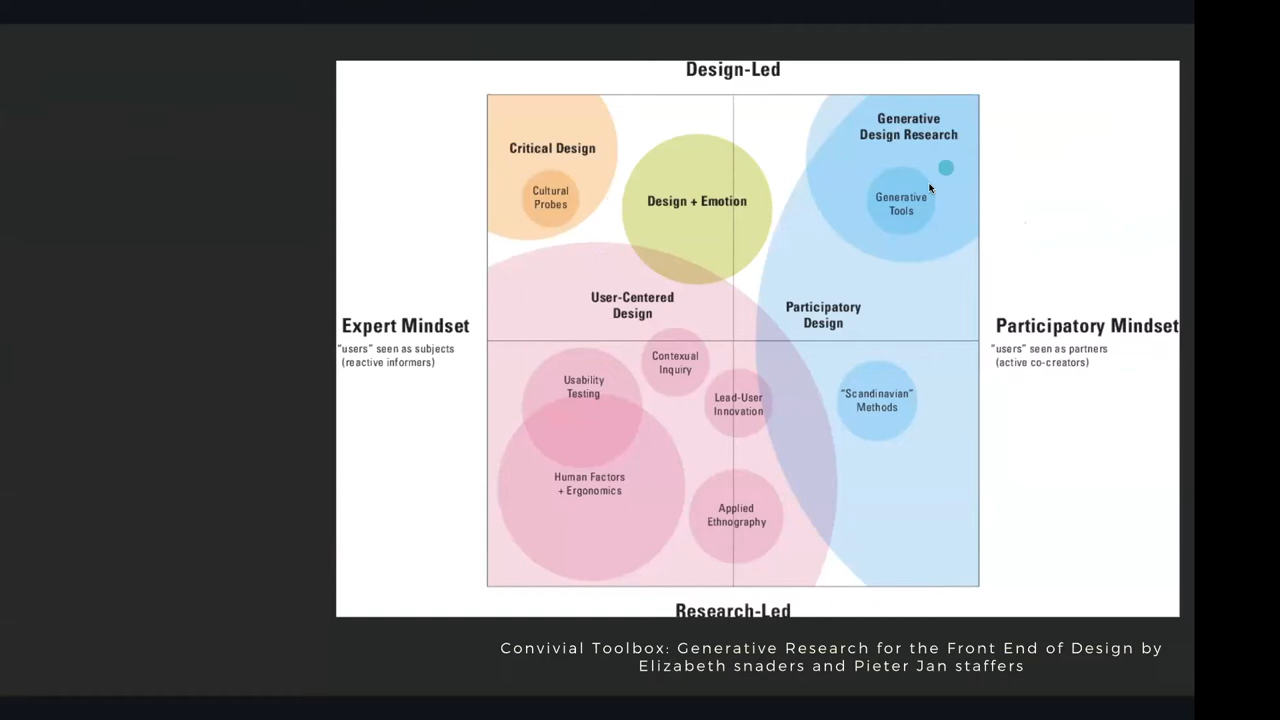 Design-Led
Generative
Design Research
Critical Design
Cultural
Probes
Design + Emotion
Generative
Tools
User-Centered
Design
Participatory
Design
Expert Mindset
"users" seen as subjects
(reactive informers)
Participatory Mindset
"users" seen as partners
(active co-creators)
Contexual
Inquiry
Usability
Testing
Lead-User
Innovation
"Scandinavian"
Methods
Human Factors
+ Ergonomics
Applied
Ethnography
Research-Led
Convivial Toolbox: Generative Research for the Front End of Design by
Elizabeth snaders and Pieter Jan staffers